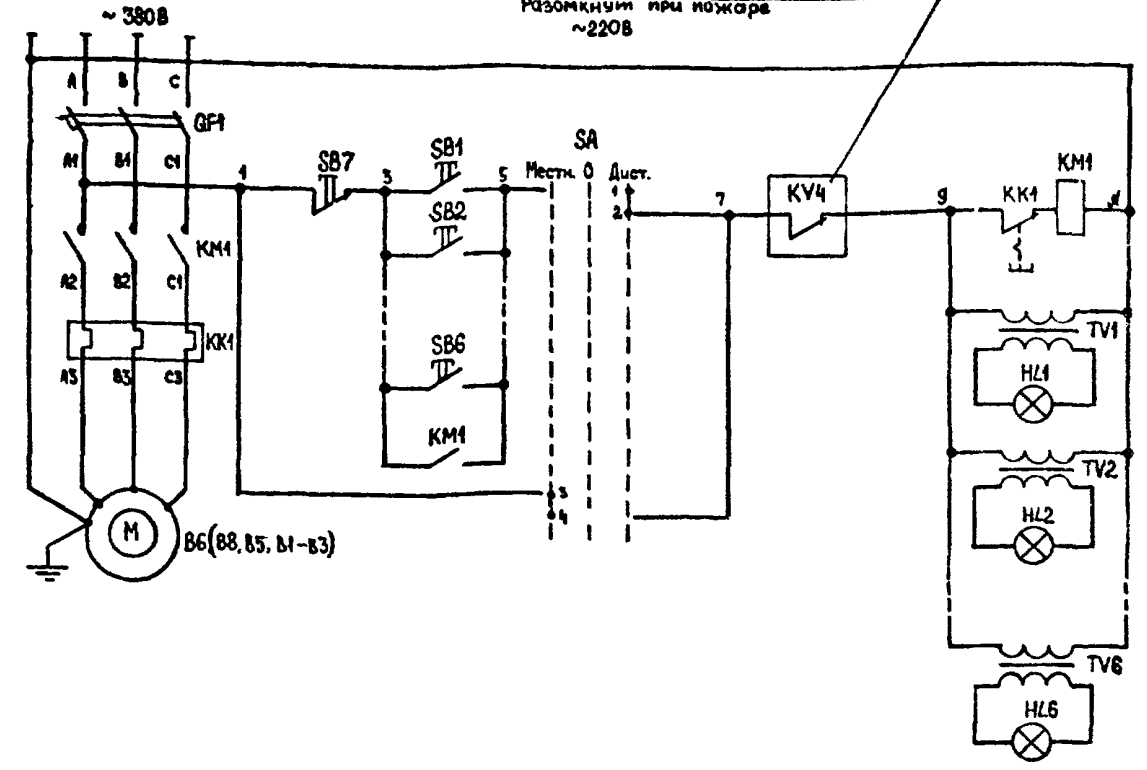 Разомкнут при пожаре
~220В
~ 380В
A
B
C
QF1
A1
B1
C1
1
SB7
3
SB1
5
SB2
SB6
KM1
SA
Местн. 0 Дист.
1
2
3
4
7
KV4
9
KK1
KM1
N
KM1
A2
B2
C1
KK1
A3
B3
C3
M
В6(В8, В5, В1-В3)
TV1
HL1
TV2
HL2
TV6
HL6